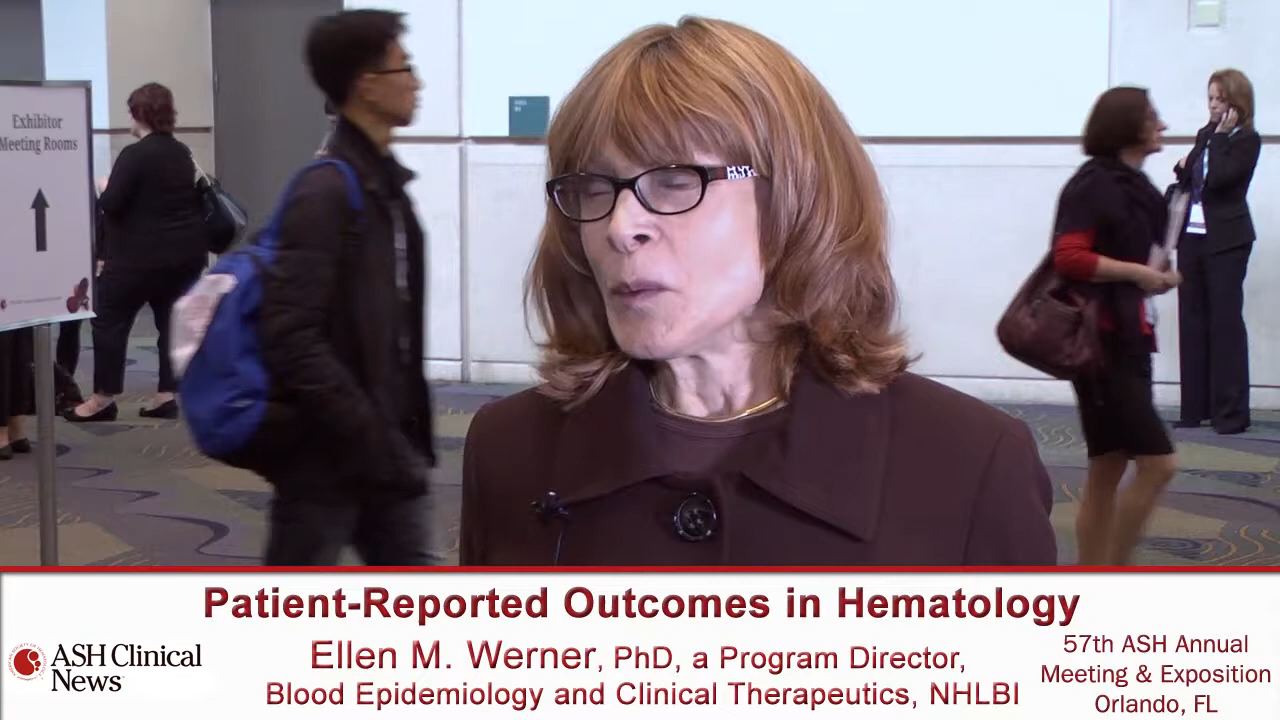 Exhibitor
Meeting Rooms
Patient-Reported Outcomes in Hematology
ASH Clinical
News
Ellen M. Werner, PhD, a Program Director,
Blood Epidemiology and Clinical Therapeutics, NHLBI
57th ASH Annual
Meeting & Exposition
Orlando, FL